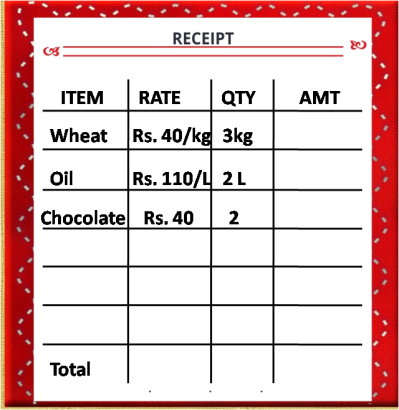 RECEIPT
ITEM RATE QTY AMT
Wheat Rs. 40/kg 3kg
Oil Rs. 110/L 2 L
Chocolate Rs. 40 2
Total